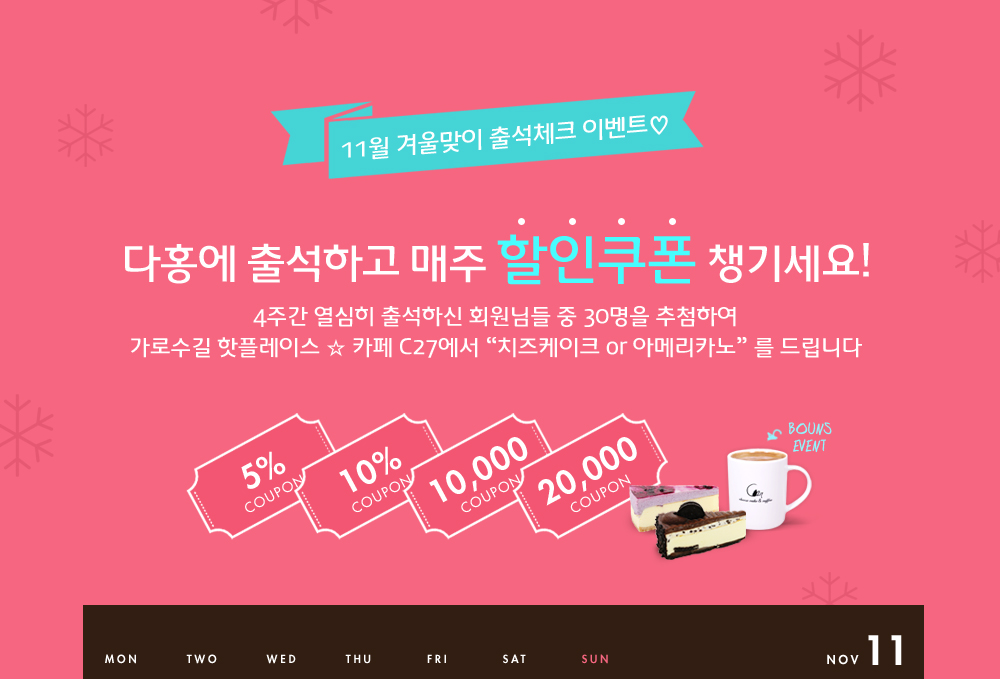 11월 겨울맞이 출석체크 이벤트♡
다홍에 출석하고 매주 할인쿠폰 챙기세요!
4주간 열심히 출석하신 회원님들 중 30명을 추첨하여
가로수길 핫플레이스 ☆ 카페 C27에서 “치즈케이크 or 아메리카노” 를 드립니다
BOUNS
EVENT
5%
COUPON
10%
COUPON
10,000
COUPON
20,000
COUPON
MON TWO WED THU FRI SAT SUN
NOV 11